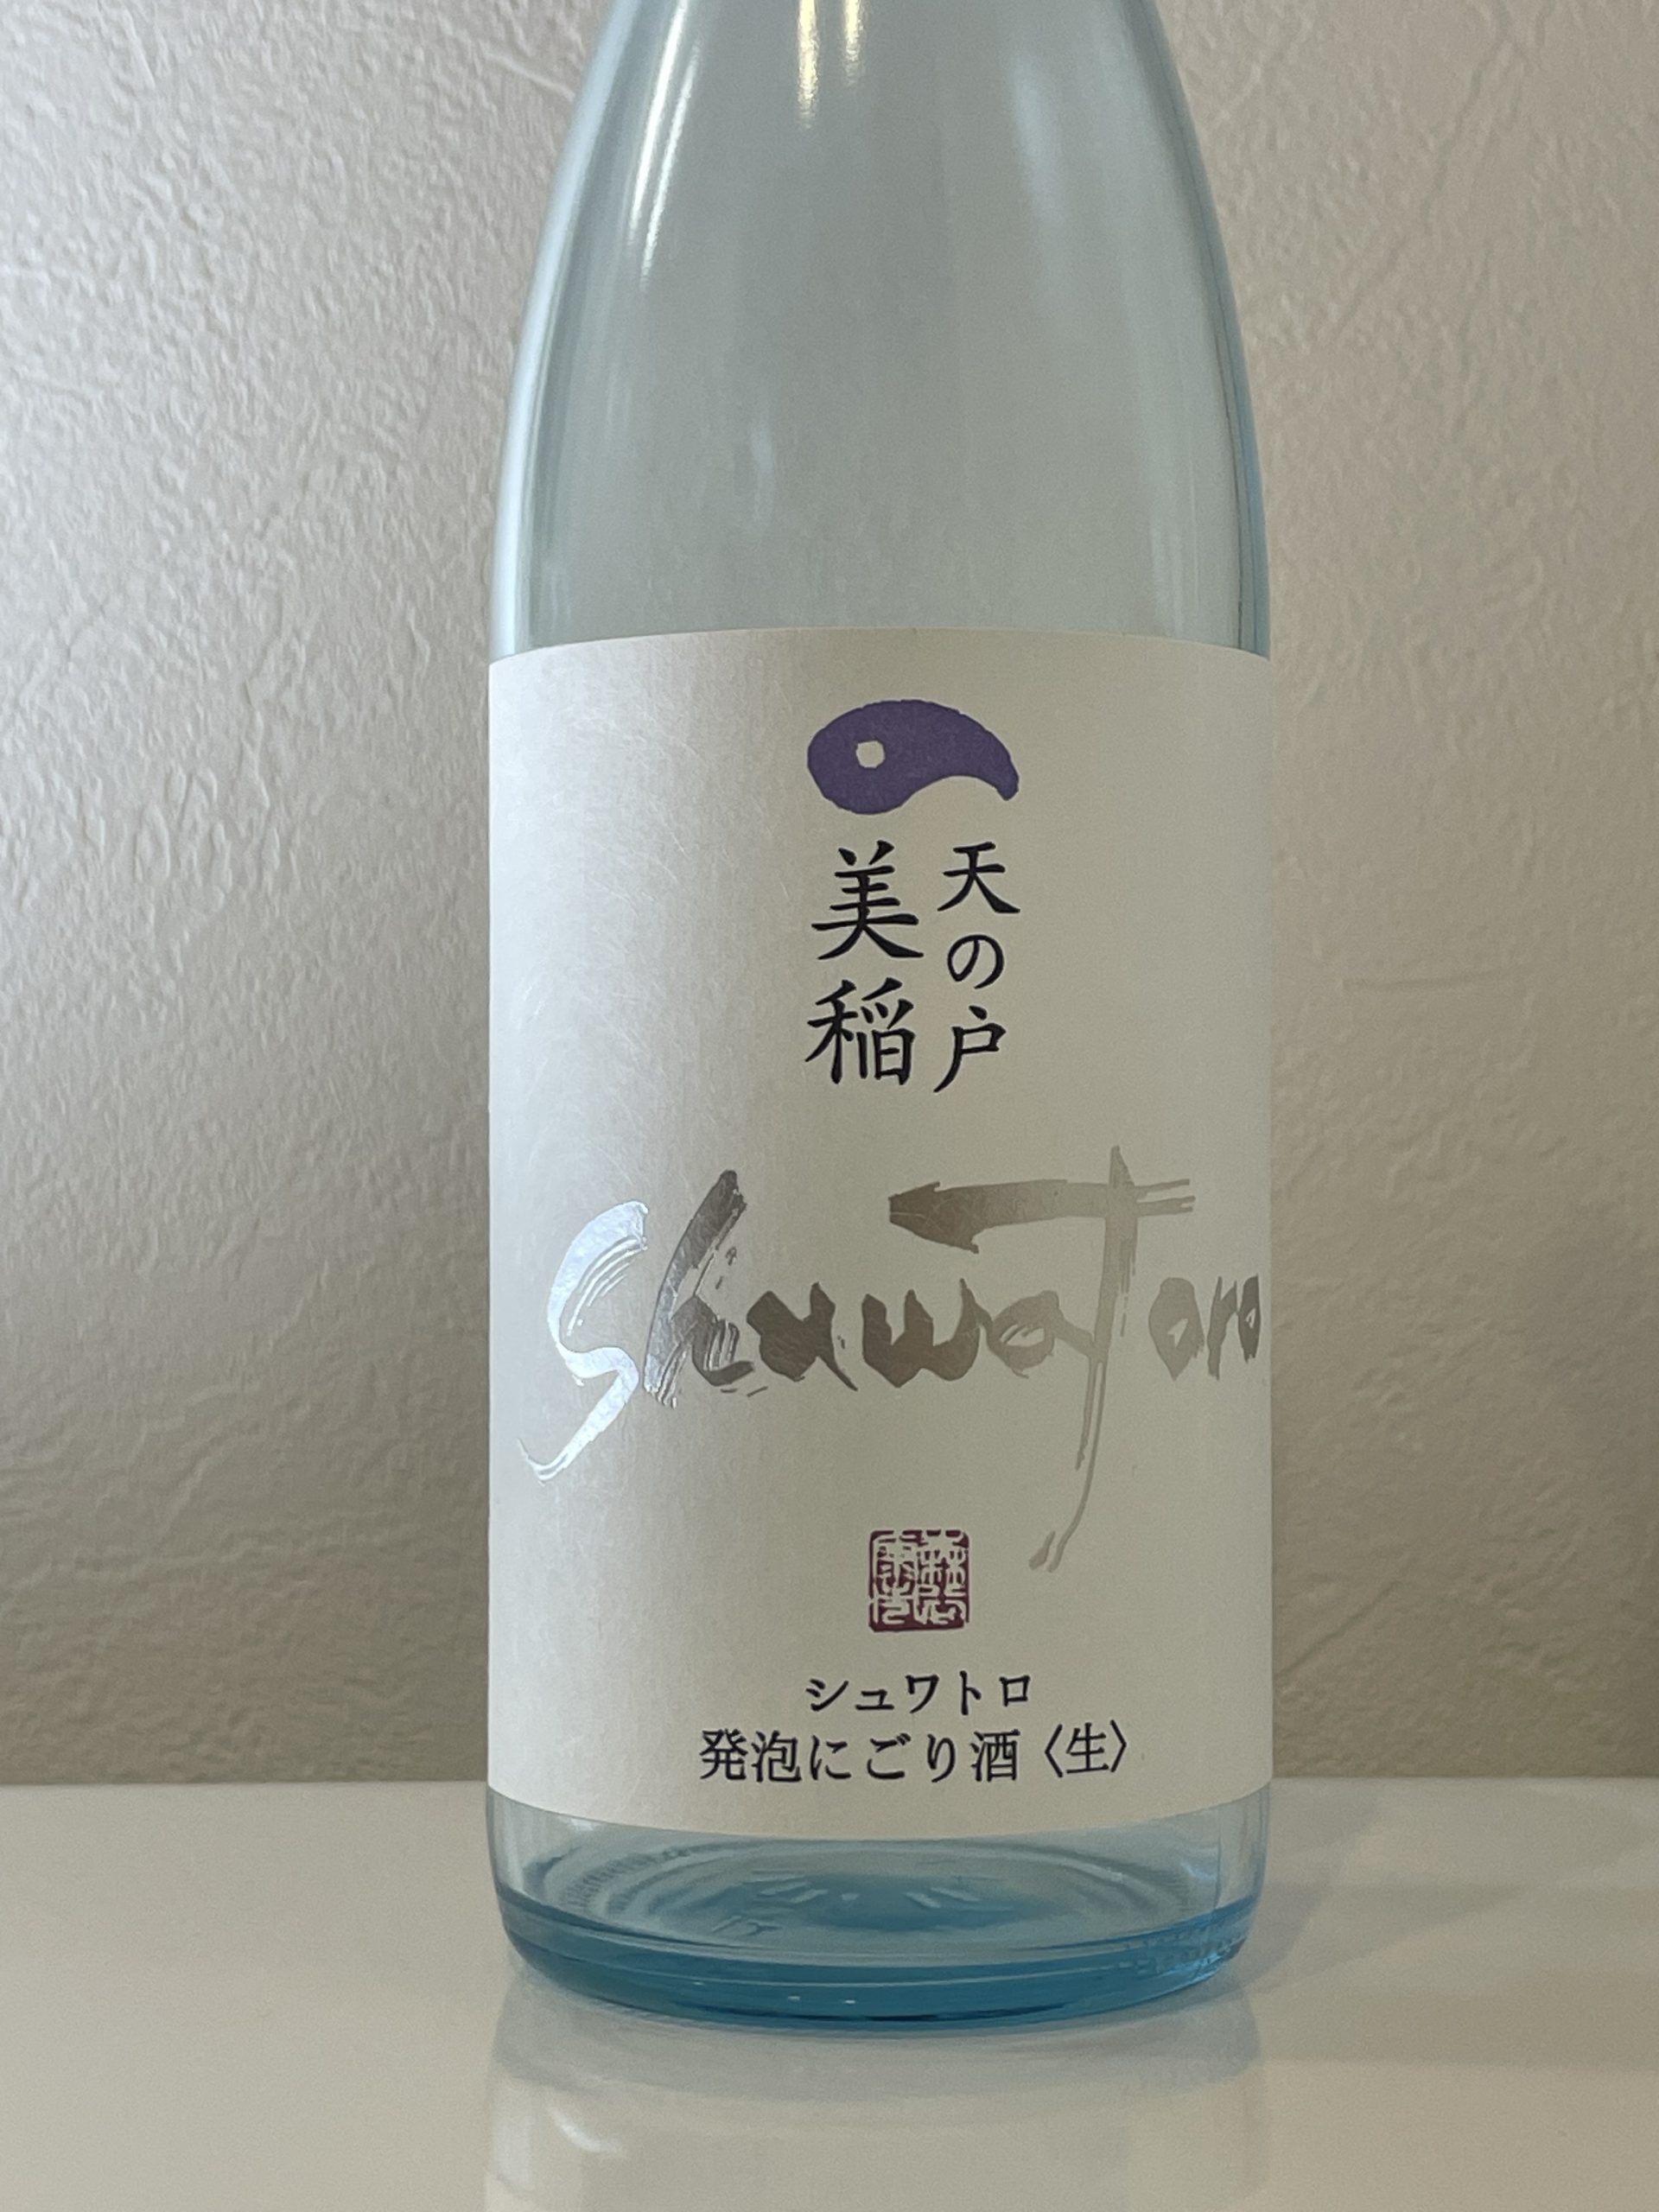 天の戸
美稲
ShuwaToro
シュワトロ
発泡にごり酒〈生〉